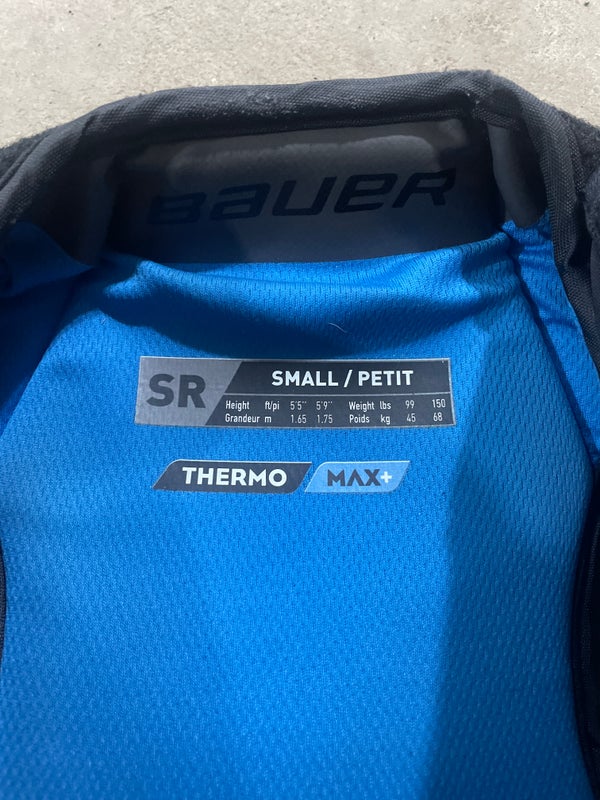 BAUER
SR
SMALL / PETIT
Height ft/pi 5'5'' 5'9'' Weight lbs 99 150
Grandeur m 1.65 1.75 Poids kg 45 68
THERMO MAX+